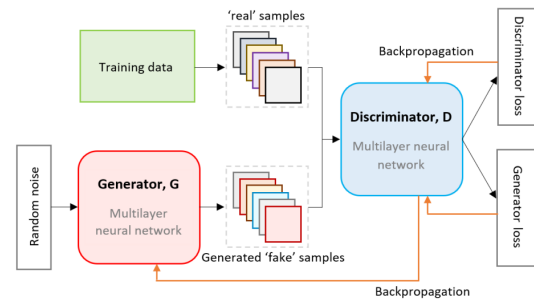 'real' samples
Training data
Backpropagation
Discriminator loss
Discriminator, D
Multilayer neural
network
Random noise
Generator, G
Multilayer
neural network
Generated 'fake' samples
Generator loss
Backpropagation